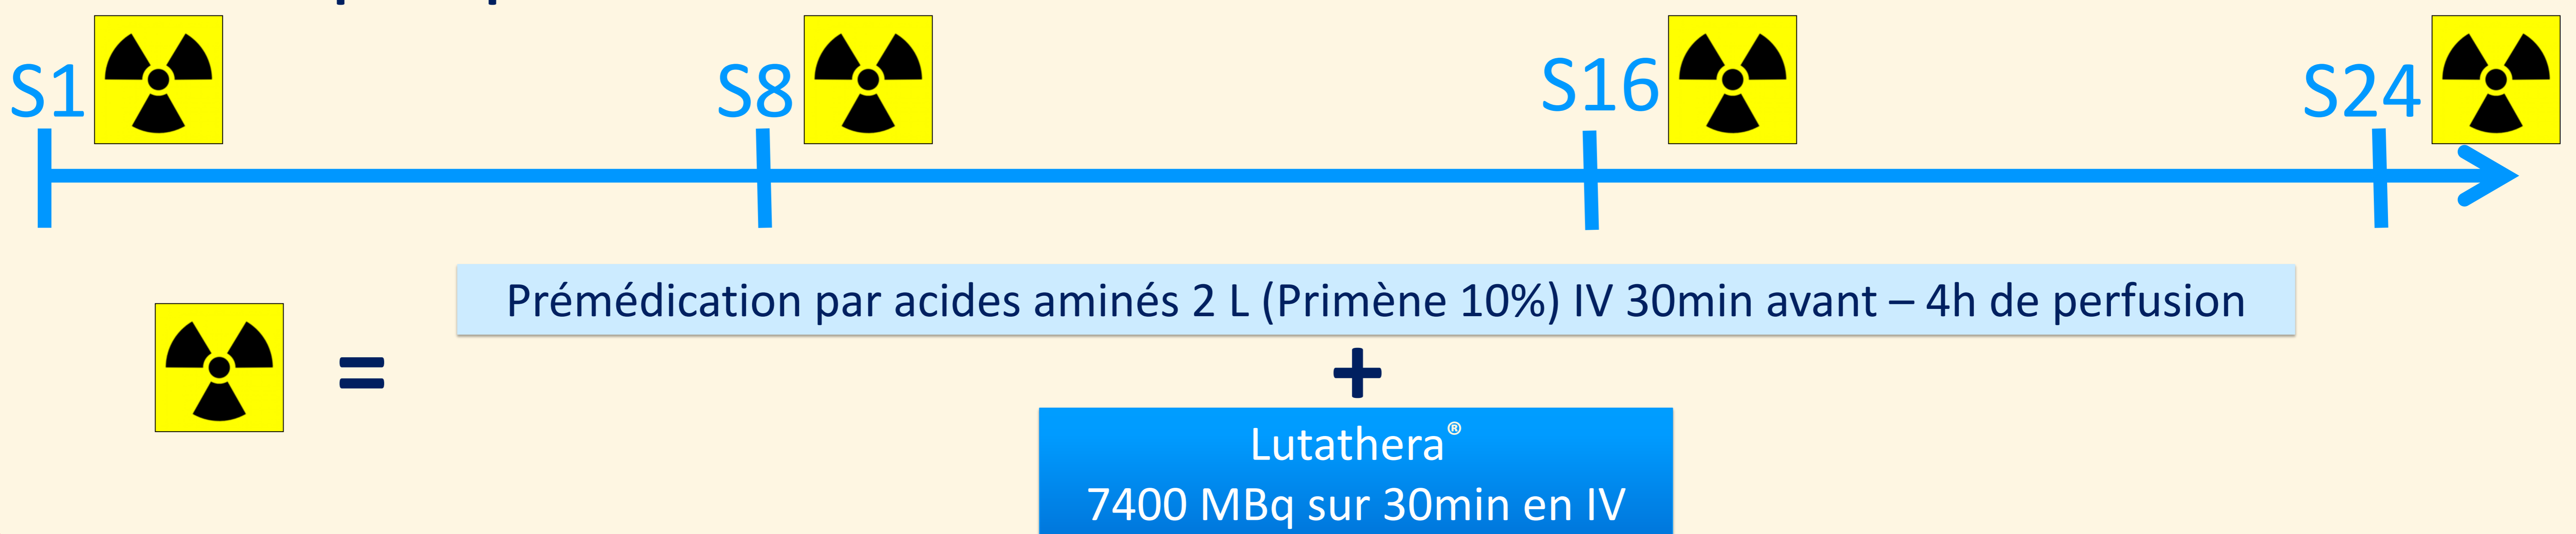 S1
S8
S16
S24
Prémédication par acides aminés 2 L (Primène 10%) IV 30min avant – 4h de perfusion
=
+
Lutathera®
7400 MBq sur 30min en IV